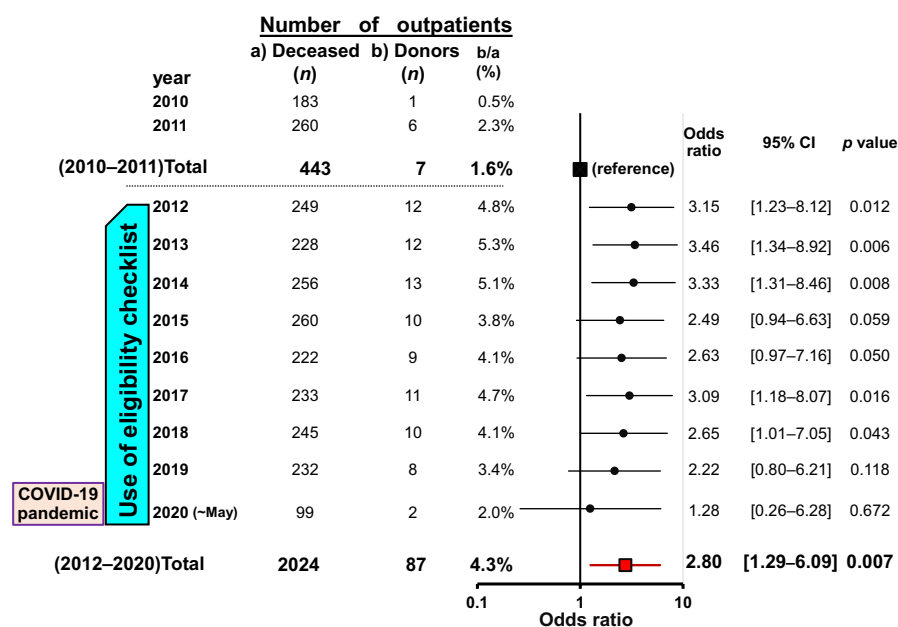 Number of outpatients
a) Deceased b) Donors b/a
(n) (n) (%)
year
2010 183 1 0.5%
2011 260 6 2.3%
Odds ratio 95% CI p value
(2010–2011)Total 443 7 1.6% (reference)
2012 249 12 4.8% 3.15 [1.23–8.12] 0.012
2013 228 12 5.3% 3.46 [1.34–8.92] 0.006
2014 256 13 5.1% 3.33 [1.31–8.46] 0.008
2015 260 10 3.8% 2.49 [0.94–6.63] 0.059
2016 222 9 4.1% 2.63 [0.97–7.16] 0.050
2017 233 11 4.7% 3.09 [1.18–8.07] 0.016
2018 245 10 4.1% 2.65 [1.01–7.05] 0.043
2019 232 8 3.4% 2.22 [0.80–6.21] 0.118
2020 (~May) 99 2 2.0% 1.28 [0.26–6.28] 0.672
Use of eligibility checklist
COVID-19
pandemic
(2012–2020)Total 2024 87 4.3% 2.80 [1.29–6.09] 0.007
0.1 1 10
Odds ratio